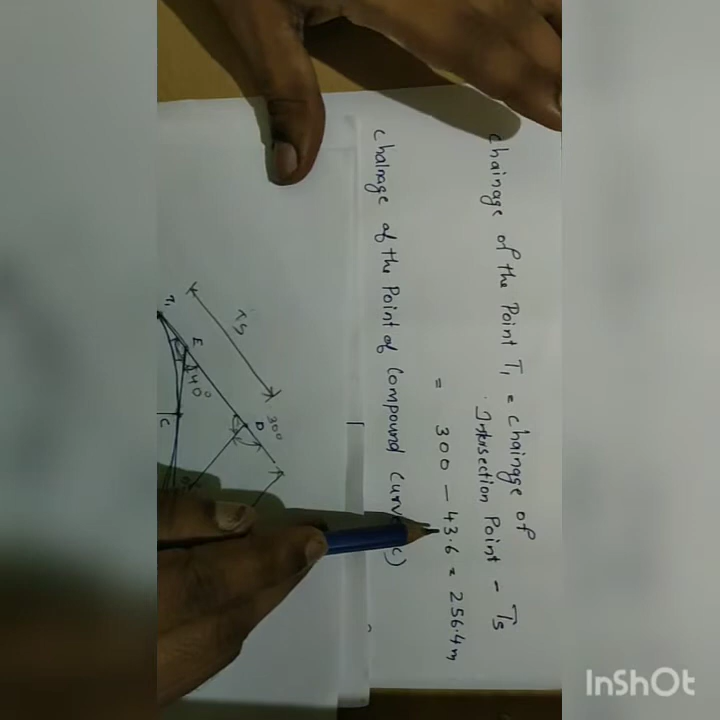 Chainage of the Point T1 = chainage of
Intersection Point - Ts
= 300 - 43.6 = 256.4m
Chainage of the Point of Compound Curve (C)
Ts
T1
E
40°
30°
D
C
InShOt